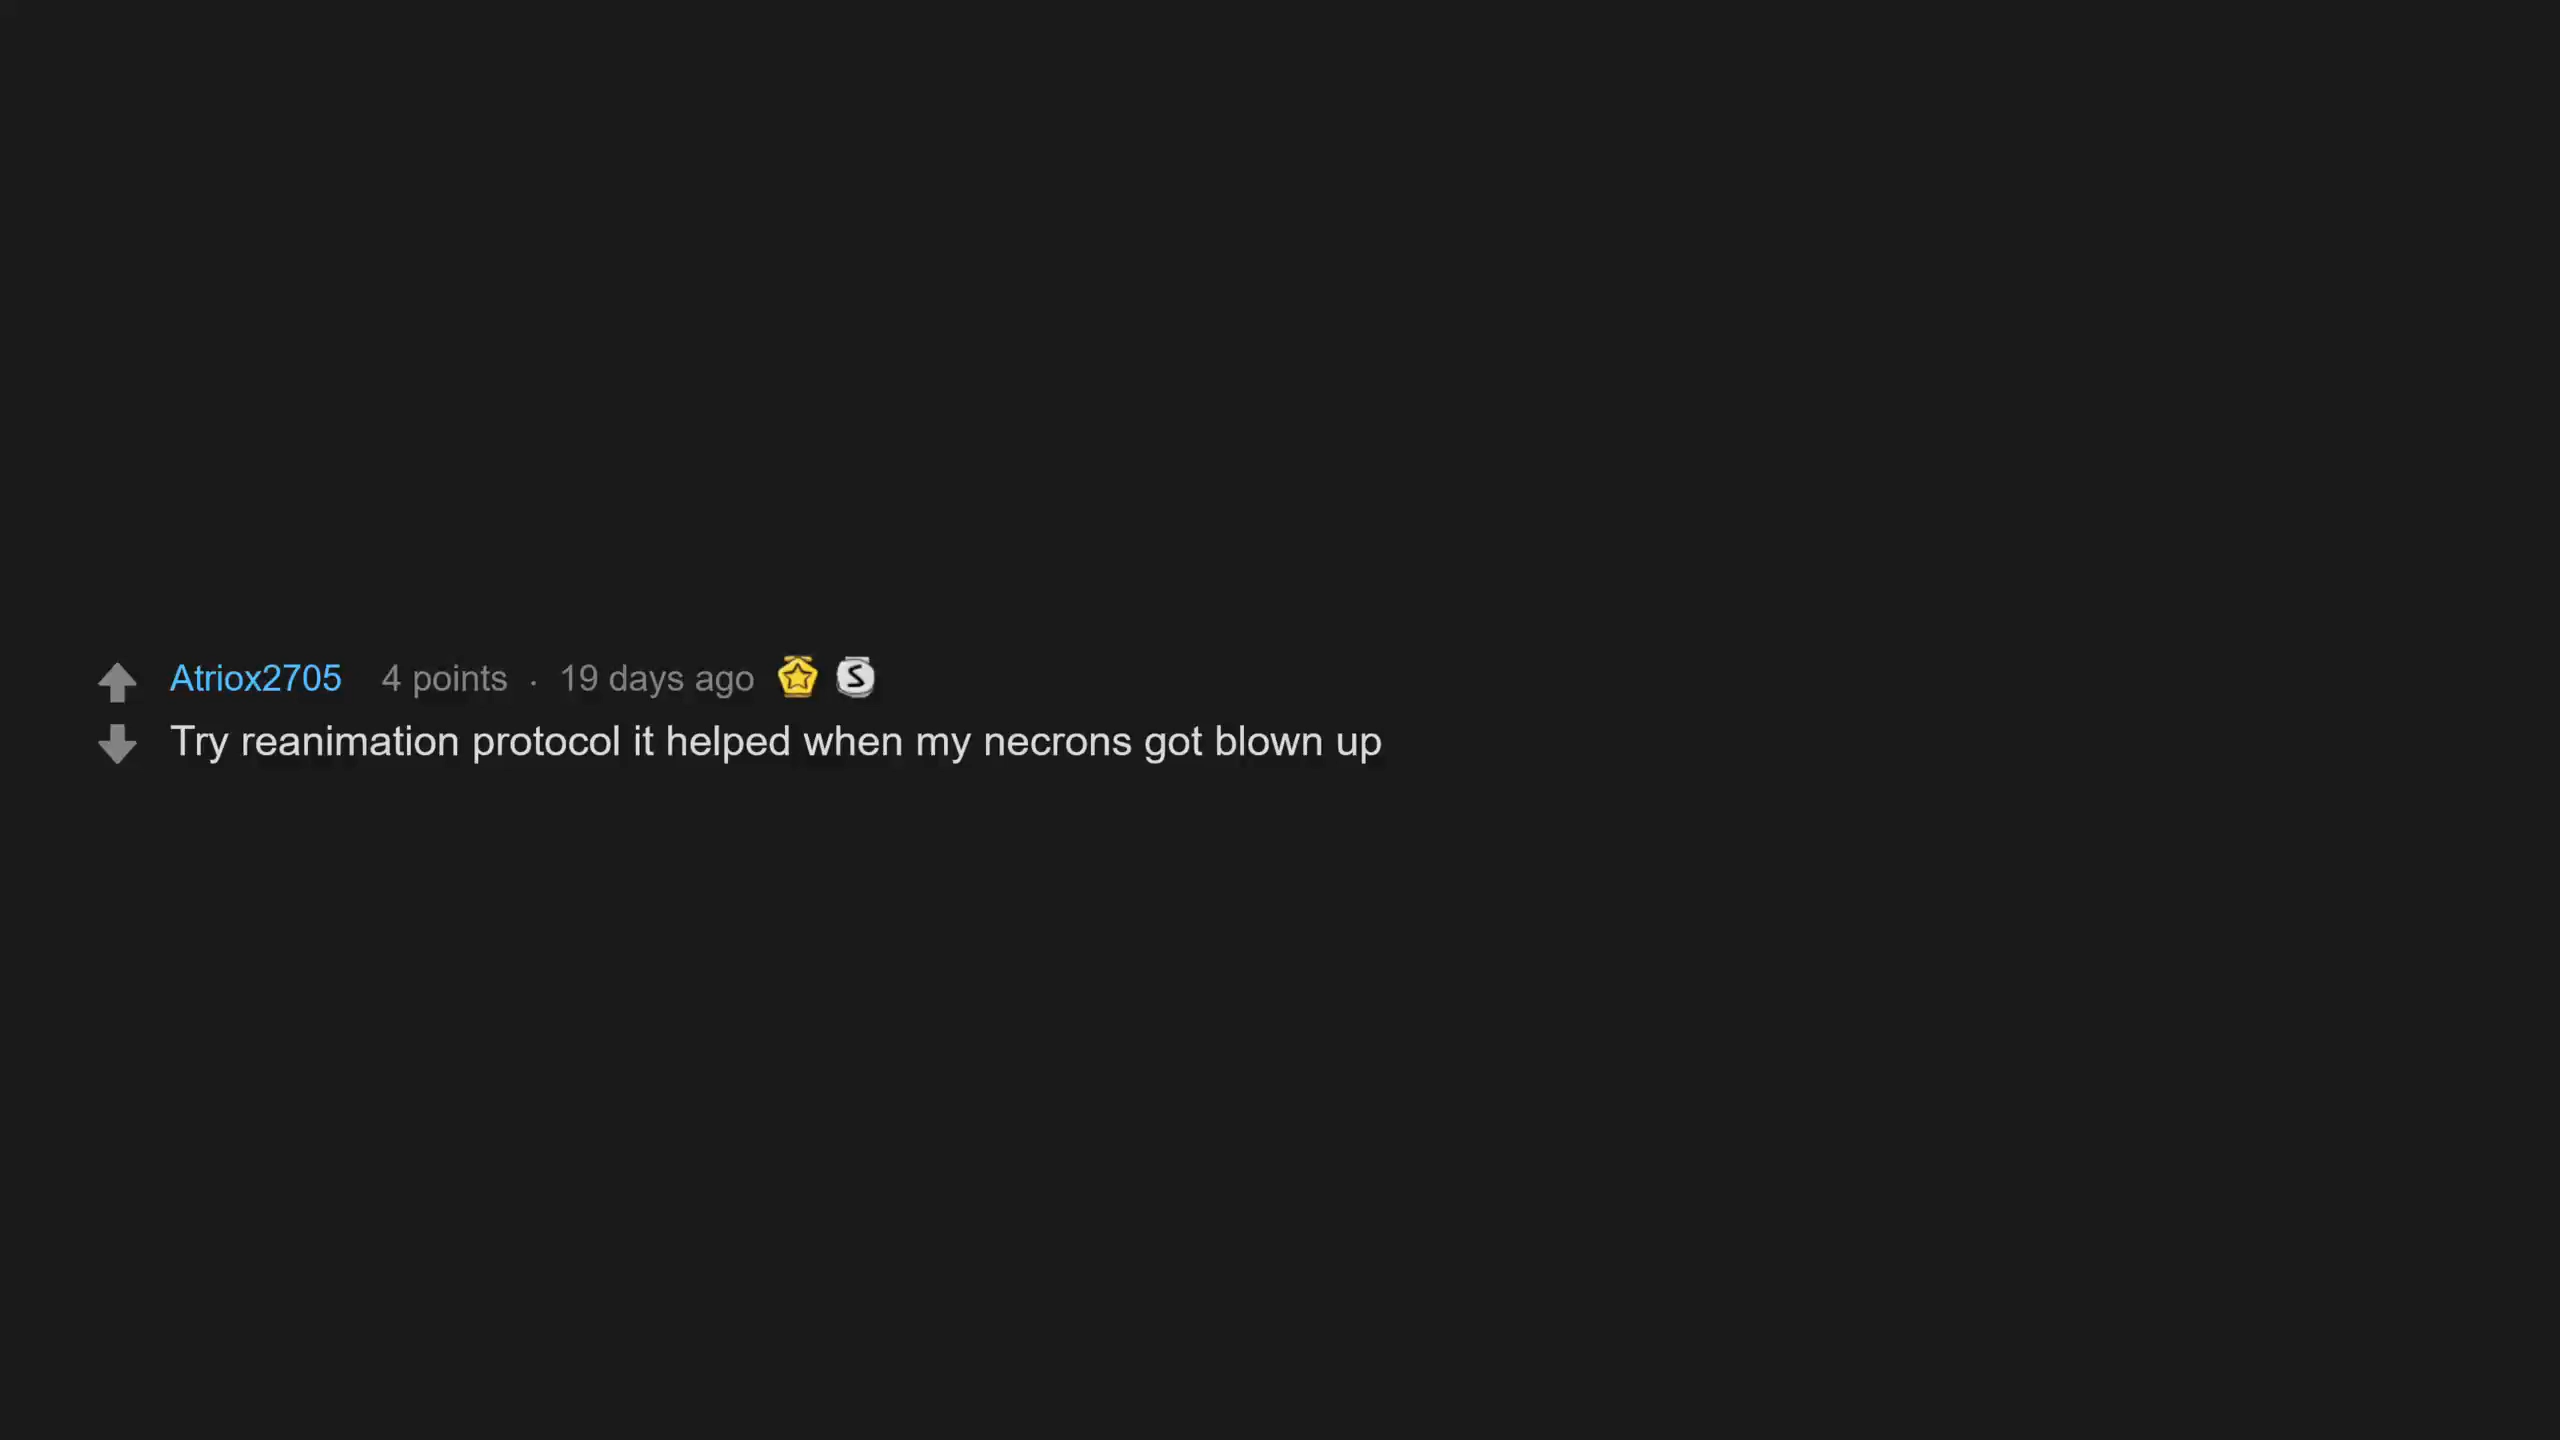 Atriox2705 4 points · 19 days ago S
Try reanimation protocol it helped when my necrons got blown up